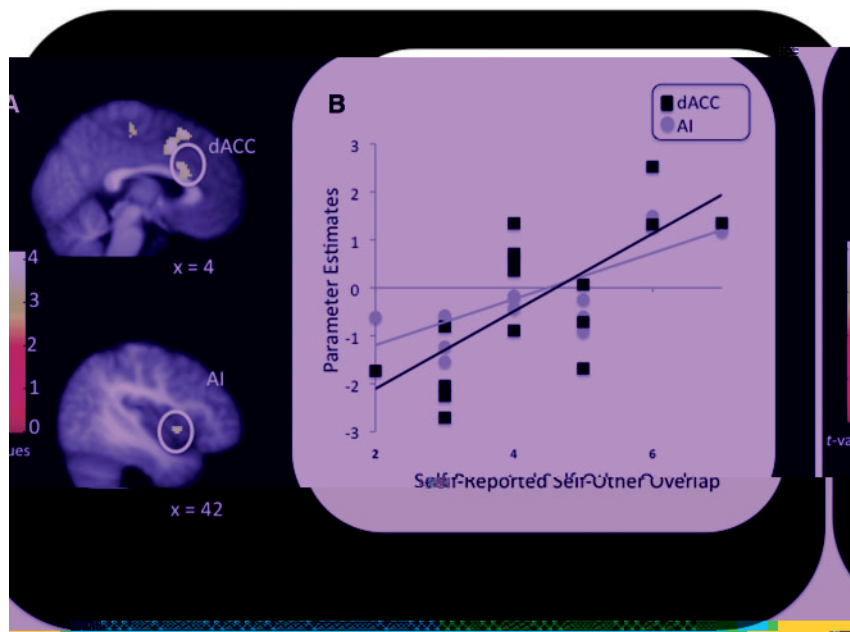 A
dACC
x = 4
4
3
2
1
0
ues
AI
x = 42
B
dACC
AI
Parameter Estimates
3
2
1
0
-1
-2
-3
2
4
6
Self-Reported Self-Other Overlap
t-va